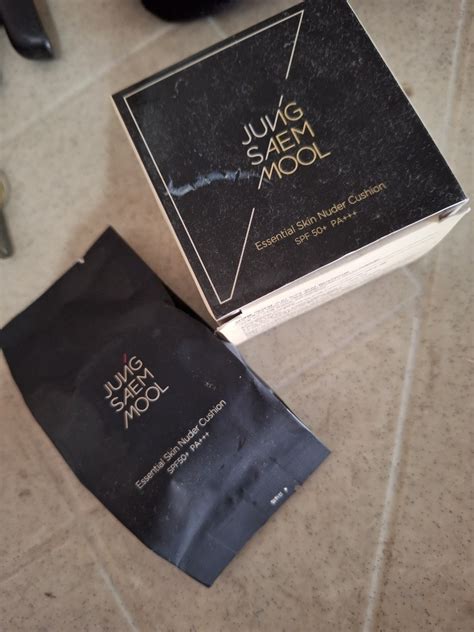 JUNG
SAEM
MOOL
Essential Skin Nuder Cushion
SPF 50+ PA+++
JUNG
SAEM
MOOL
Essential Skin Nuder Cushion
SPF50+ PA+++